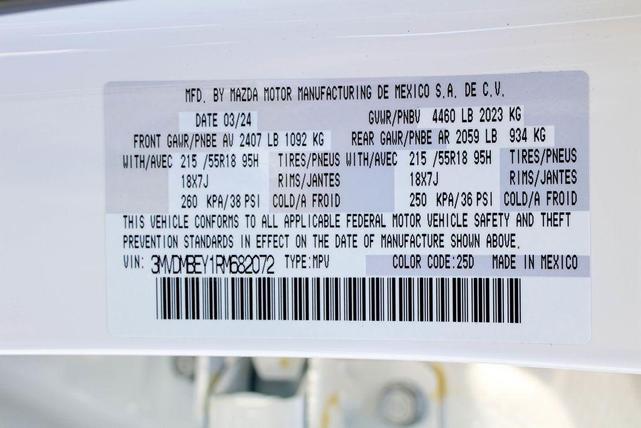 MFD. BY MAZDA MOTOR MANUFACTURING DE MEXICO S.A. DE C.V.
DATE 03/24 GVWR/PNBV 4460 LB 2023 KG
FRONT GAWR/PNBE AV 2407 LB 1092 KG REAR GAWR/PNBE AR 2059 LB 934 KG
WITH/AVEC 215 /55R18 95H TIRES/PNEUS WITH/AVEC 215 /55R18 95H TIRES/PNEUS
18X7J RIMS/JANTES 18X7J RIMS/JANTES
260 KPA/38 PSI COLD/A FROID 250 KPA/36 PSI COLD/A FROID
THIS VEHICLE CONFORMS TO ALL APPLICABLE FEDERAL MOTOR VEHICLE SAFETY AND THEFT
PREVENTION STANDARDS IN EFFECT ON THE DATE OF MANUFACTURE SHOWN ABOVE.
VIN: 3MVDMBEY1RM682072 TYPE:MPV COLOR CODE:25D MADE IN MEXICO